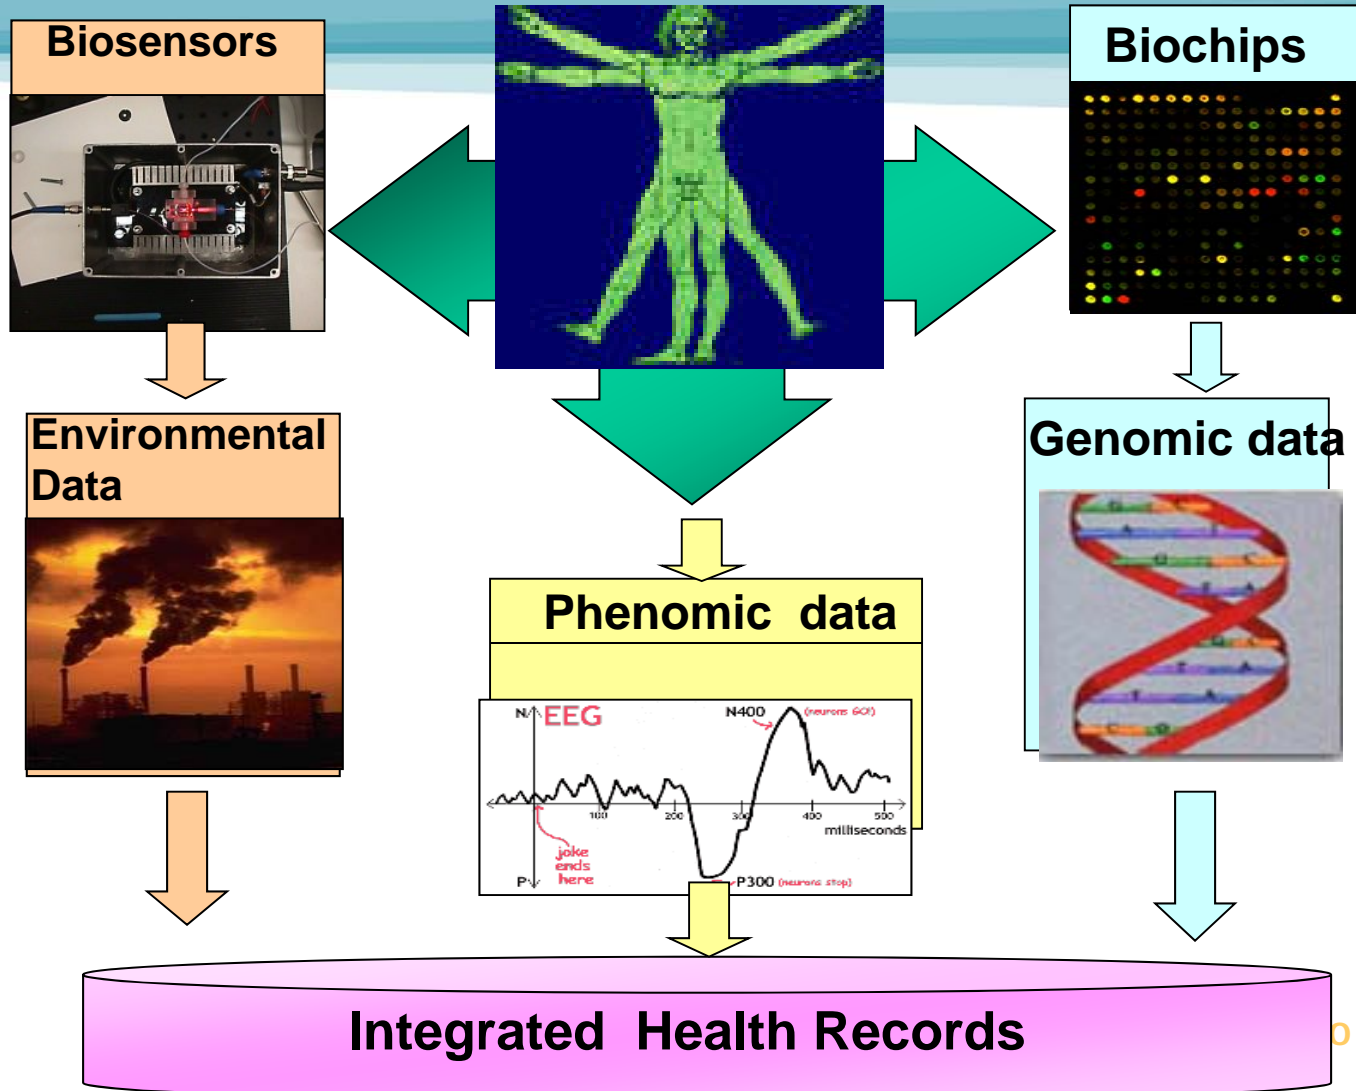 Biosensors
Biochips
Environmental
Data
Genomic data
G C
A T
G C
T A
G C
T A
T A
C G
Phenomic data
N EEG
N400 (neurons GO!)
100 200 300 400 500
milliseconds
joke
ends
here
P
P300 (neurons stop)
Integrated Health Records